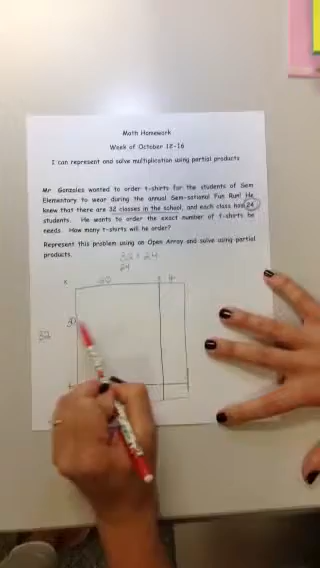 Math Homework
Week of October 12-16
I can represent and solve multiplication using partial products
Mr Gonzales wanted to order t-shirts for the students of Sem
Elementary to wear during the annual Sem-sational Fun Run! He
knew that there are 32 classes in the school, and each class has 24
students. He wants to order the exact number of t-shirts he
needs. How many t-shirts will he order?
Represent this problem using an Open Array and solve using partial
products.
32 × 24
24
x 20 + 4
30
32